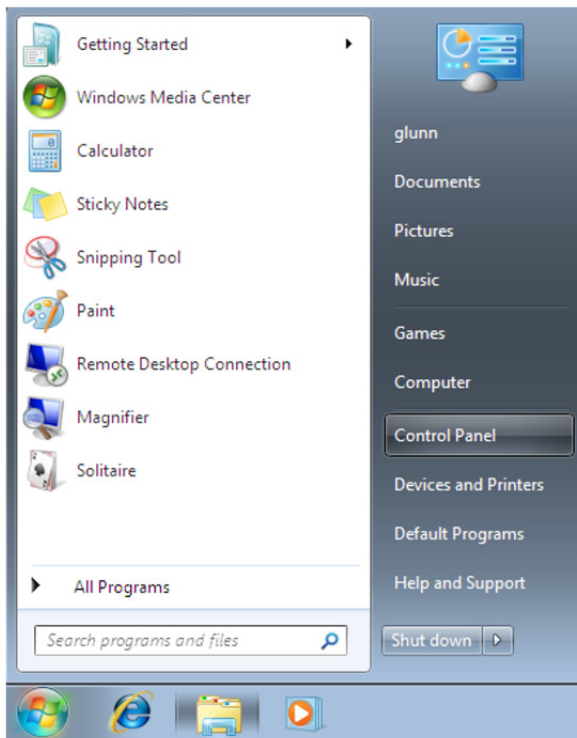 Getting Started
Windows Media Center
Calculator
Sticky Notes
Snipping Tool
Paint
Remote Desktop Connection
Magnifier
Solitaire
All Programs
Search programs and files
glunn
Documents
Pictures
Music
Games
Computer
Control Panel
Devices and Printers
Default Programs
Help and Support
Shut down